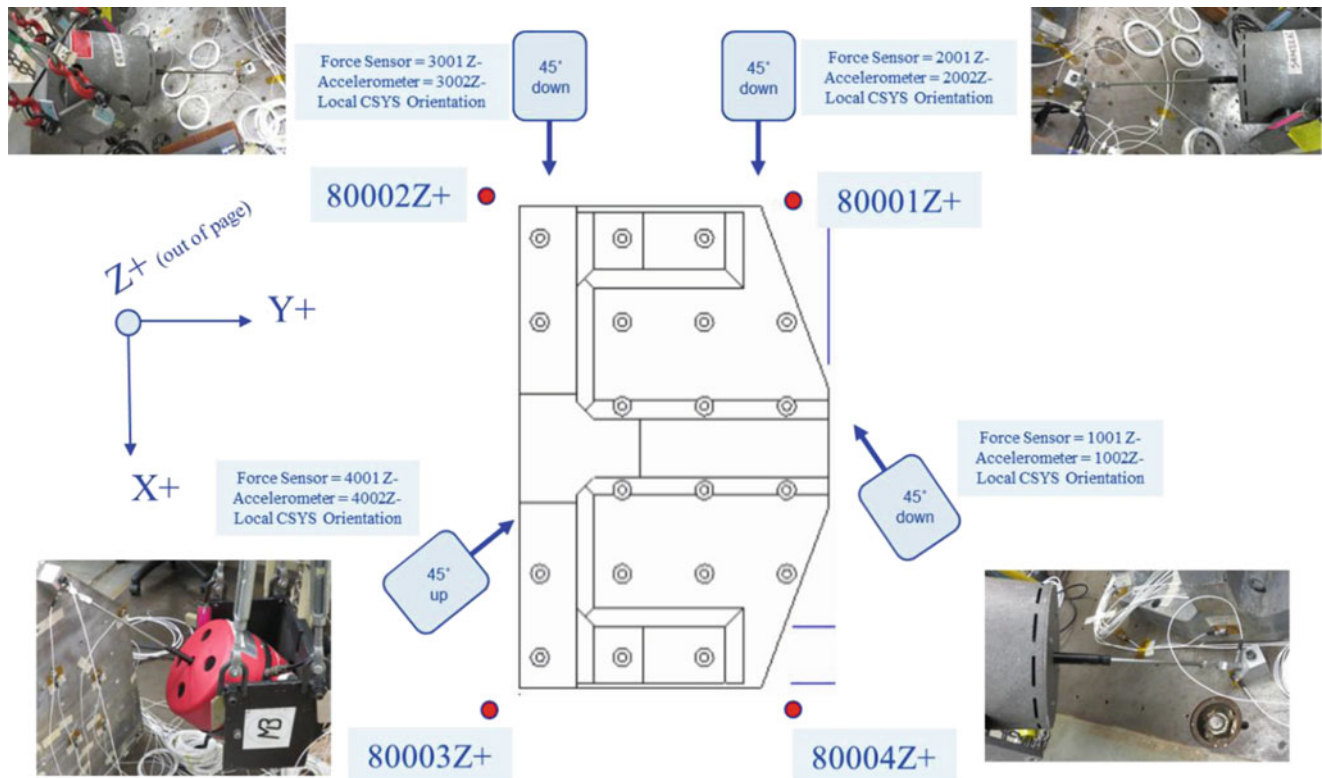 Force Sensor = 3001 Z-
Accelerometer = 3002Z-
Local CSYS Orientation
45°
down
45°
down
Force Sensor = 2001 Z-
Accelerometer = 2002Z-
Local CSYS Orientation
80002Z+
80001Z+
Z+ (out of page)
Y+
X+
Force Sensor = 4001 Z-
Accelerometer = 4002Z-
Local CSYS Orientation
Force Sensor = 1001 Z-
Accelerometer = 1002Z-
Local CSYS Orientation
45°
up
45°
down
80003Z+
80004Z+